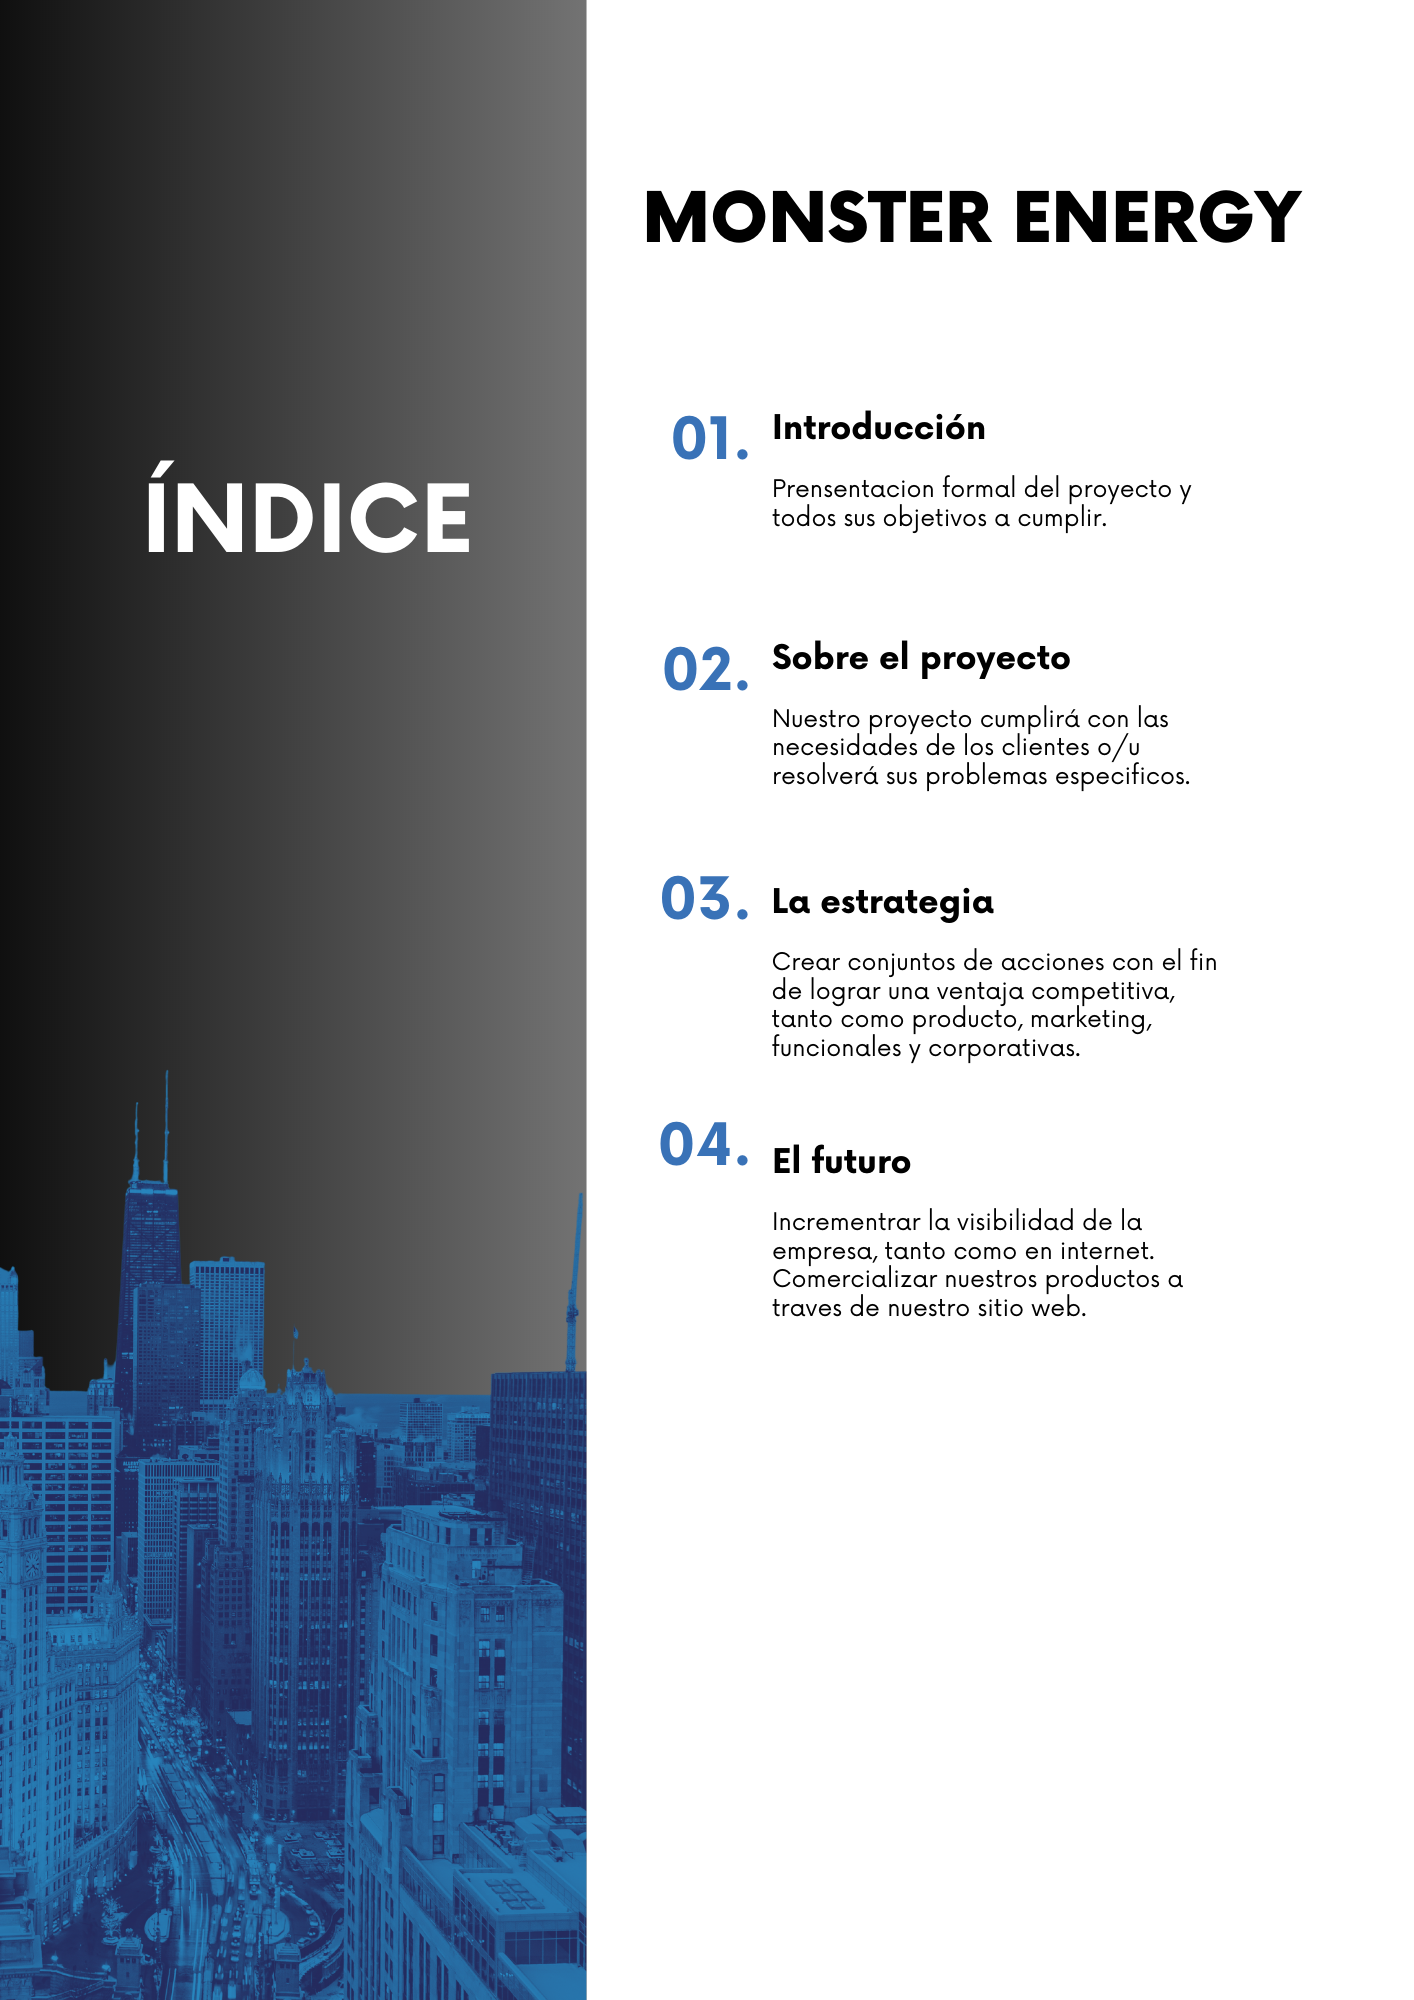 ÍNDICE
MONSTER ENERGY
01. Introducción
Prensentacion formal del proyecto y
todos sus objetivos a cumplir.
02. Sobre el proyecto
Nuestro proyecto cumplirá con las
necesidades de los clientes o/u
resolverá sus problemas especificos.
03. La estrategia
Crear conjuntos de acciones con el fin
de lograr una ventaja competitiva,
tanto como producto, marketing,
funcionales y corporativas.
04. El futuro
Incrementrar la visibilidad de la
empresa, tanto como en internet.
Comercializar nuestros productos a
traves de nuestro sitio web.